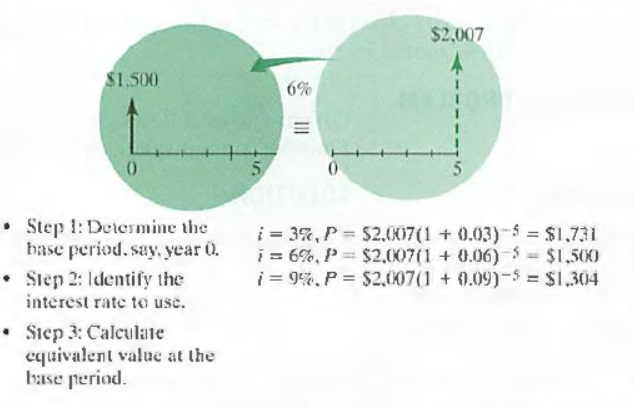 $2,007
$1,500
6%
≡
0 5 0 5
• Step 1: Determine the
base period, say, year 0.
• Step 2: Identify the
interest rate to use.
• Step 3: Calculate
equivalent value at the
base period.
i = 3%, P = $2,007(1 + 0.03)⁻⁵ = $1,731
i = 6%, P = $2,007(1 + 0.06)⁻⁵ = $1,500
i = 9%, P = $2,007(1 + 0.09)⁻⁵ = $1,304